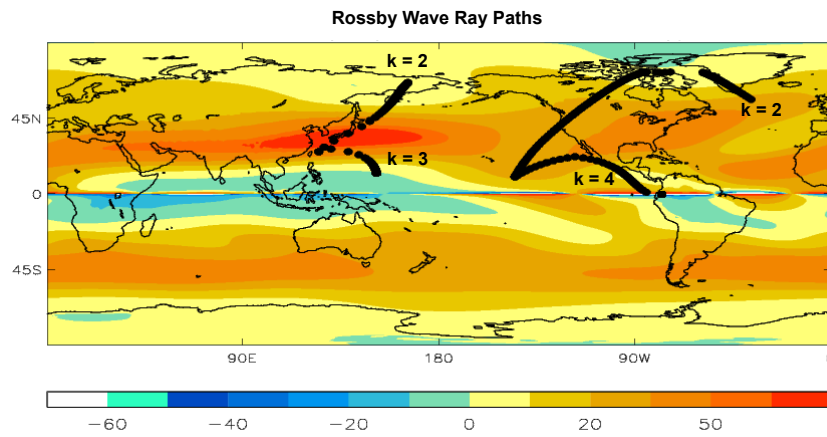 Rossby Wave Ray Paths
k = 2
45N
k = 2
k = 3
k = 4
0
45S
90E 180 90W
−60 −40 −20 0 20 50